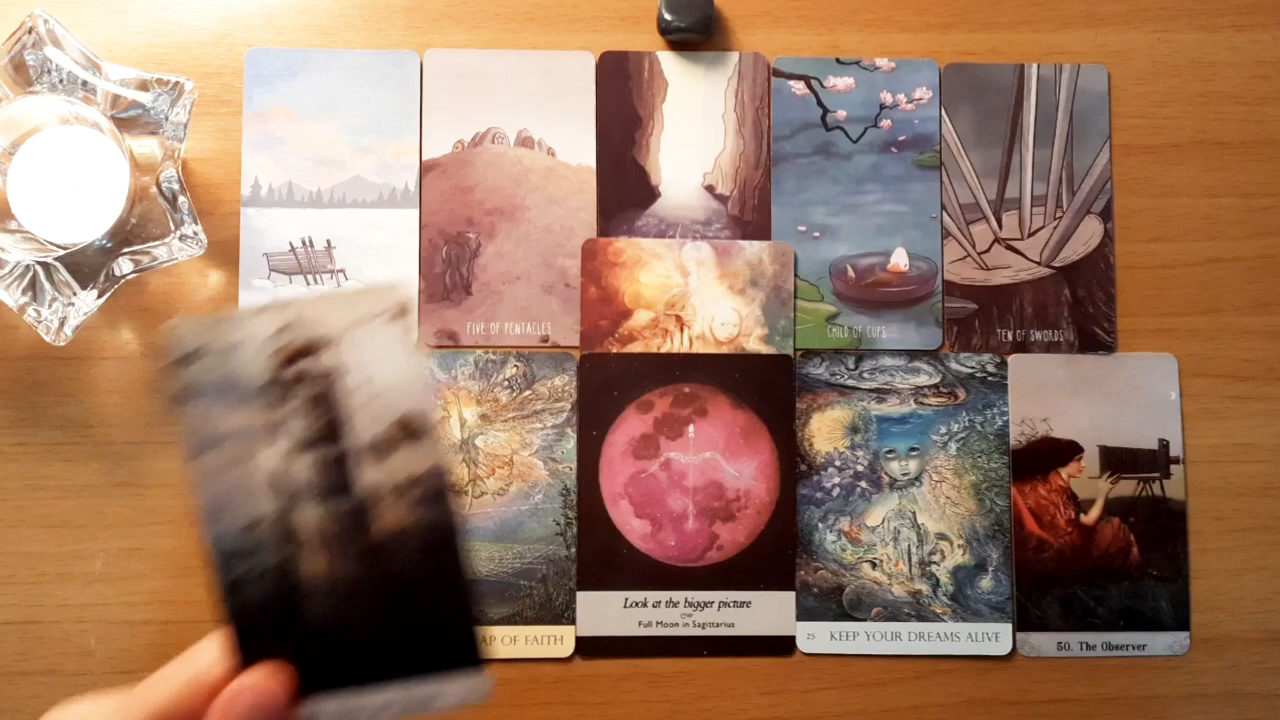 FIVE OF PENTACLES
CHILD OF CUPS
TEN OF SWORDS
AP OF FAITH
Look at the bigger picture
Full Moon in Sagittarius
25 KEEP YOUR DREAMS ALIVE
50. The Observer